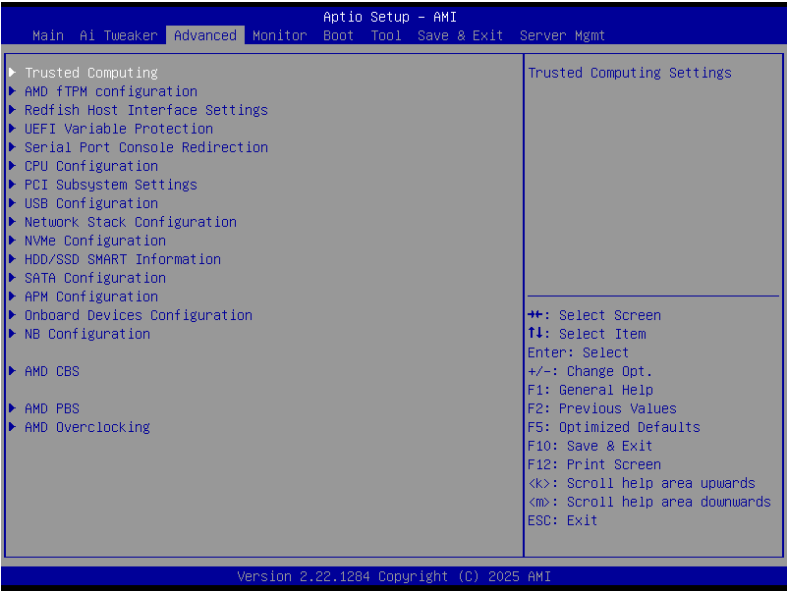 Aptio Setup – AMI
Main Ai Tweaker Advanced Monitor Boot Tool Save & Exit Server Mgmt
Trusted Computing
AMD fTPM configuration
Redfish Host Interface Settings
UEFI Variable Protection
Serial Port Console Redirection
CPU Configuration
PCI Subsystem Settings
USB Configuration
Network Stack Configuration
NVMe Configuration
HDD/SSD SMART Information
SATA Configuration
APM Configuration
Onboard Devices Configuration
NB Configuration
AMD CBS
AMD PBS
AMD Overclocking
Trusted Computing Settings
→←: Select Screen
↑↓: Select Item
Enter: Select
+/-: Change Opt.
F1: General Help
F2: Previous Values
F5: Optimized Defaults
F10: Save & Exit
F12: Print Screen
<k>: Scroll help area upwards
<m>: Scroll help area downwards
ESC: Exit
Version 2.22.1284 Copyright (C) 2025 AMI